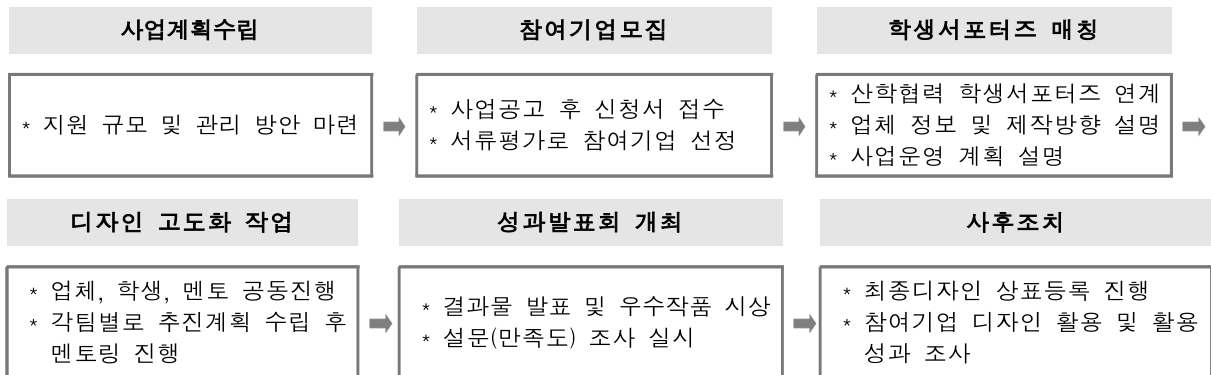 사업계획수립
* 지원 규모 및 관리 방안 마련
참여기업모집
* 사업공고 후 신청서 접수
* 서류평가로 참여기업 선정
학생서포터즈 매칭
* 산학협력 학생서포터즈 연계
* 업체 정보 및 제작방향 설명
* 사업운영 계획 설명
디자인 고도화 작업
* 업체, 학생, 멘토 공동진행
* 각팀별로 추진계획 수립 후
멘토링 진행
성과발표회 개최
* 결과물 발표 및 우수작품 시상
* 설문(만족도) 조사 실시
사후조치
* 최종디자인 상표등록 진행
* 참여기업 디자인 활용 및 활용
성과 조사